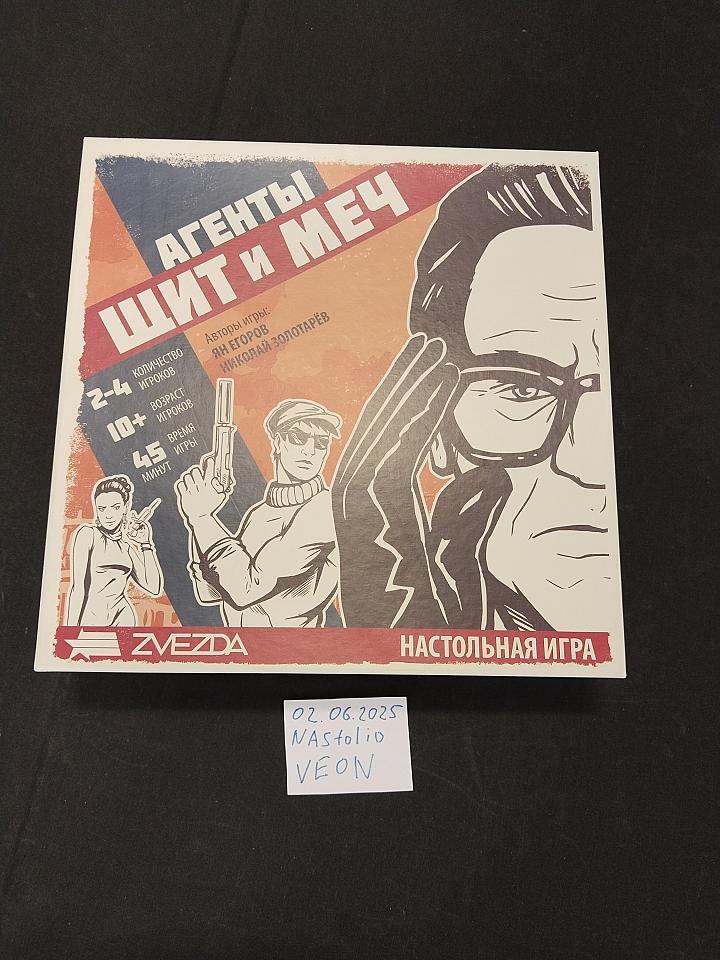 АГЕНТЫ
ЩИТ и МЕЧ
Авторы игры:
ЯН ЕГОРОВ
НИКОЛАЙ ЗОЛОТАРЁВ
2-4 КОЛИЧЕСТВО
ИГРОКОВ
10+ ВОЗРАСТ
ИГРОКОВ
45 ВРЕМЯ
МИНУТ ИГРЫ
ZVEZDA
НАСТОЛЬНАЯ ИГРА
02.06.2025
NAStolio
VEON